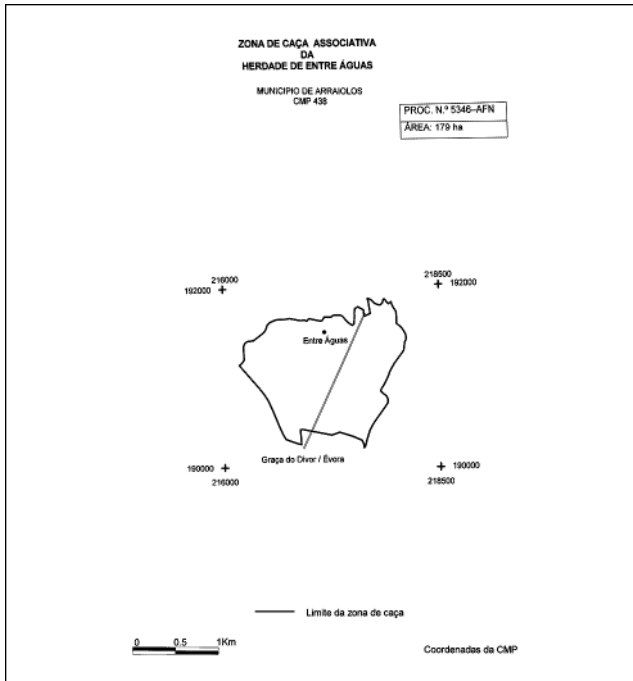 ZONA DE CAÇA ASSOCIATIVA
DA
HERDADE DE ENTRE ÁGUAS
MUNICIPIO DE ARRAIOLOS
CMP 438
PROC. N.º 5346-AFN
ÁREA: 179 ha
216000
192000
218500
192000
Entre Águas
Graça do Divor / Évora
190000
216000
190000
218500
Limite da zona de caça
0 0.5 1Km
Coordenadas da CMP